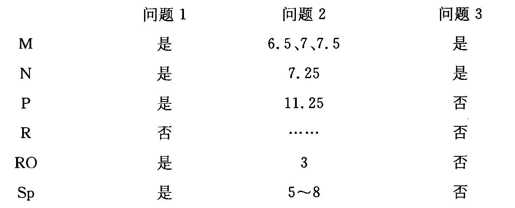 问题 1 问题 2 问题 3
M 是 6.5、7、7.5 是
N 是 7.25 是
P 是 11.25 否
R 否 …… 否
RO 是 3 否
Sp 是 5～8 否